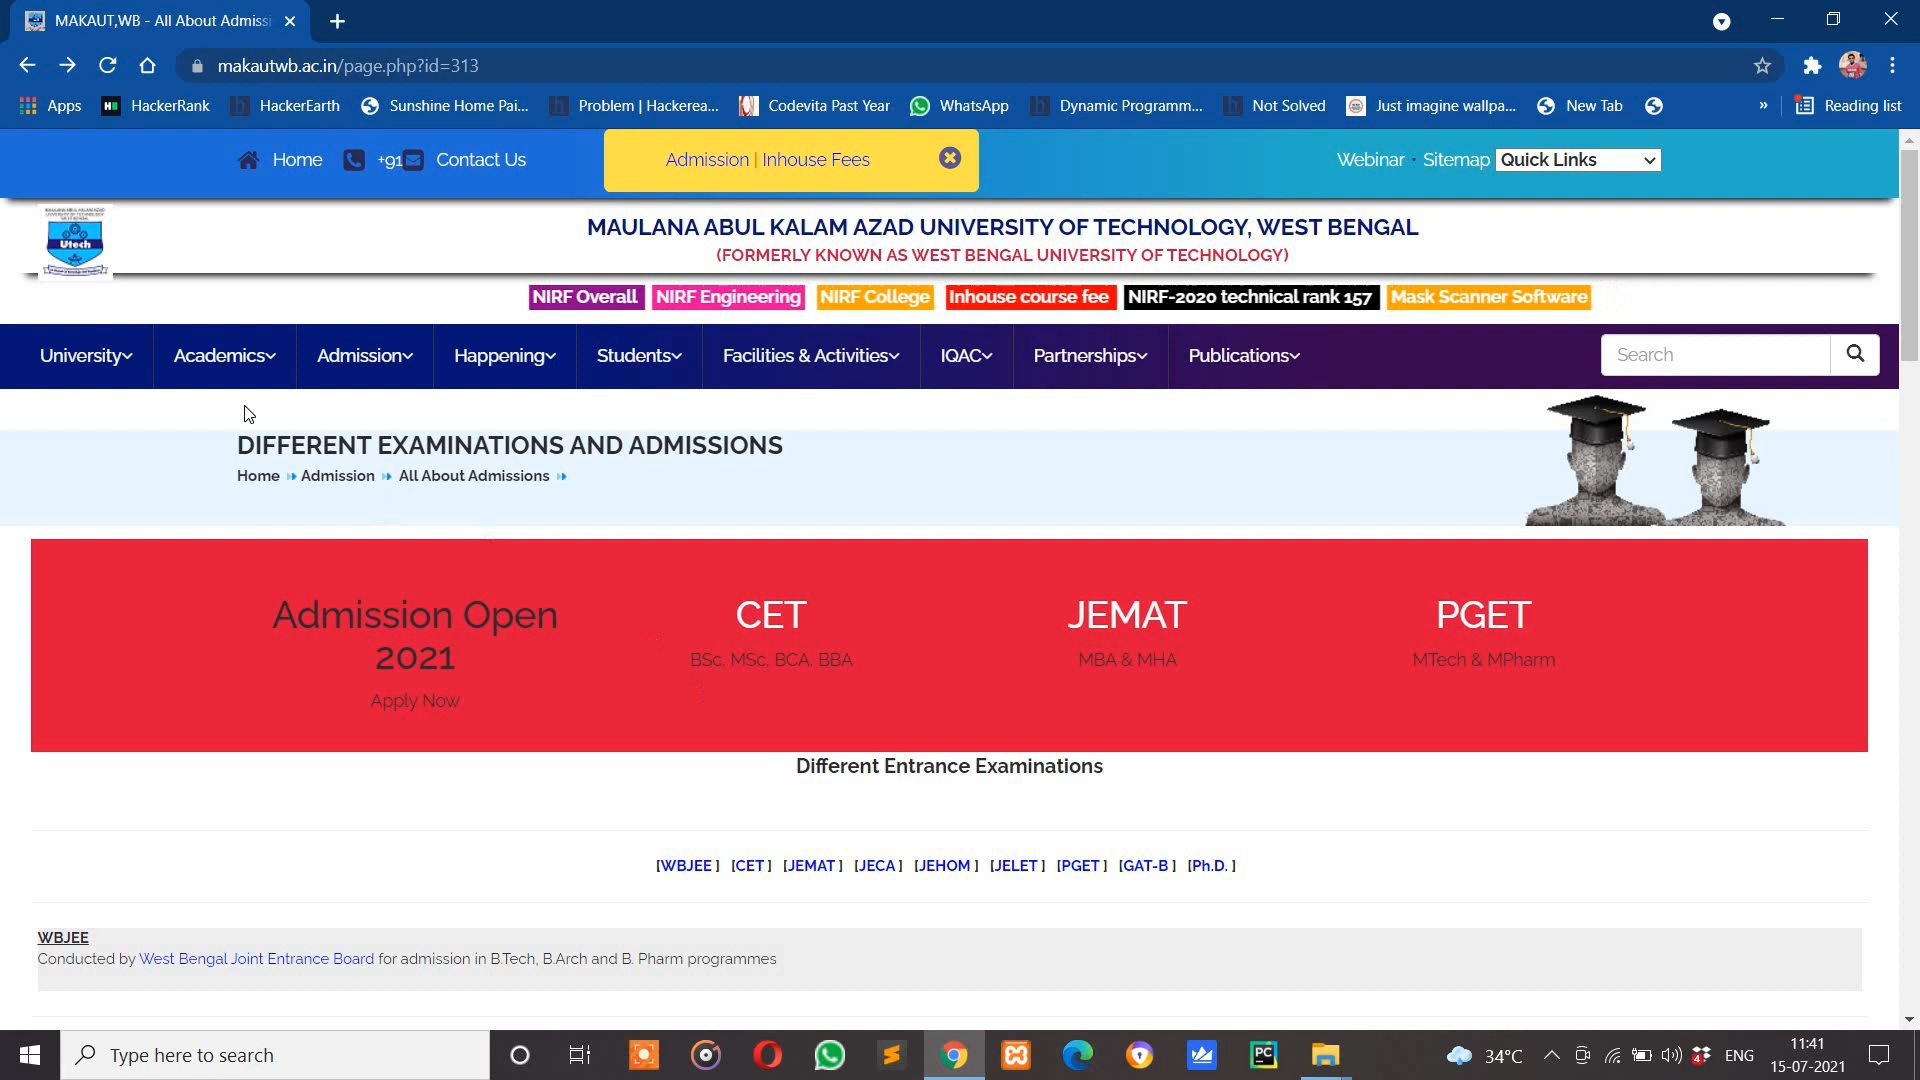 MAKAUT,WB - All About Admissi
makautwb.ac.in/page.php?id=313
Apps HackerRank HackerEarth Sunshine Home Pai... Problem | Hackerea... Codevita Past Year WhatsApp Dynamic Programm... Not Solved Just imagine wallpa... New Tab » Reading list
Home +91 Contact Us Admission | Inhouse Fees Webinar · Sitemap Quick Links
Utech
MAULANA ABUL KALAM AZAD UNIVERSITY OF TECHNOLOGY, WEST BENGAL
(FORMERLY KNOWN AS WEST BENGAL UNIVERSITY OF TECHNOLOGY)
NIRF Overall NIRF Engineering NIRF College Inhouse course fee NIRF-2020 technical rank 157 Mask Scanner Software
University Academics Admission Happening Students Facilities & Activities IQAC Partnerships Publications Search
DIFFERENT EXAMINATIONS AND ADMISSIONS
Home Admission All About Admissions
Admission Open
2021
Apply Now
CET
BSc, MSc, BCA, BBA
JEMAT
MBA & MHA
PGET
MTech & MPharm
Different Entrance Examinations
[WBJEE ] [CET ] [JEMAT ] [JECA ] [JEHOM ] [JELET ] [PGET ] [GAT-B ] [Ph.D. ]
WBJEE
Conducted by West Bengal Joint Entrance Board for admission in B.Tech, B.Arch and B. Pharm programmes
Type here to search
PC
34°C
4
ENG
11:41
15-07-2021